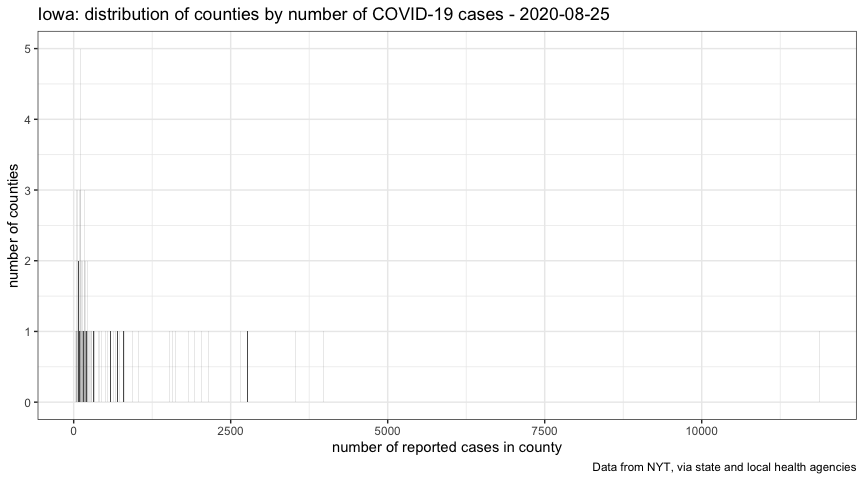 Iowa: distribution of counties by number of COVID-19 cases - 2020-08-25
number of counties
5
4
3
2
1
0
0 2500 5000 7500 10000
number of reported cases in county
Data from NYT, via state and local health agencies